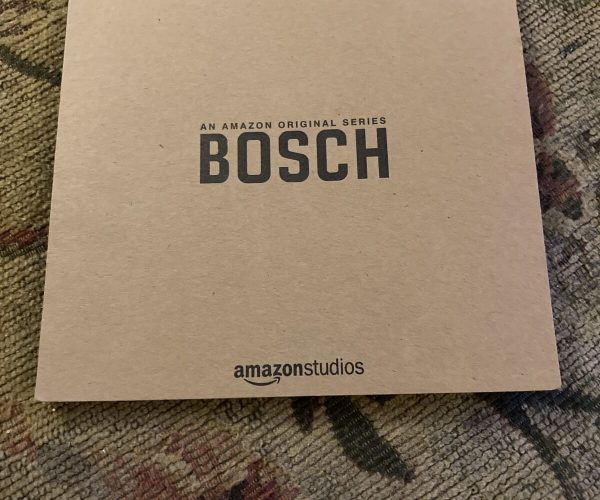 AN AMAZON ORIGINAL SERIES
BOSCH
amazonstudios